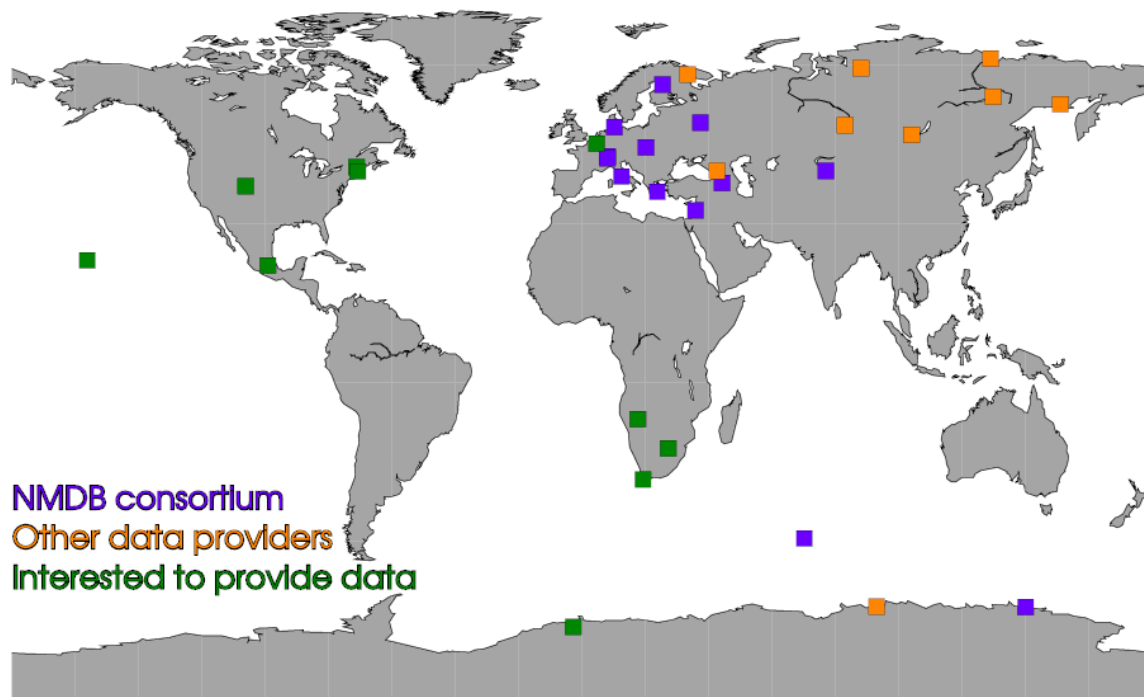 NMDB consortium
Other data providers
Interested to provide data